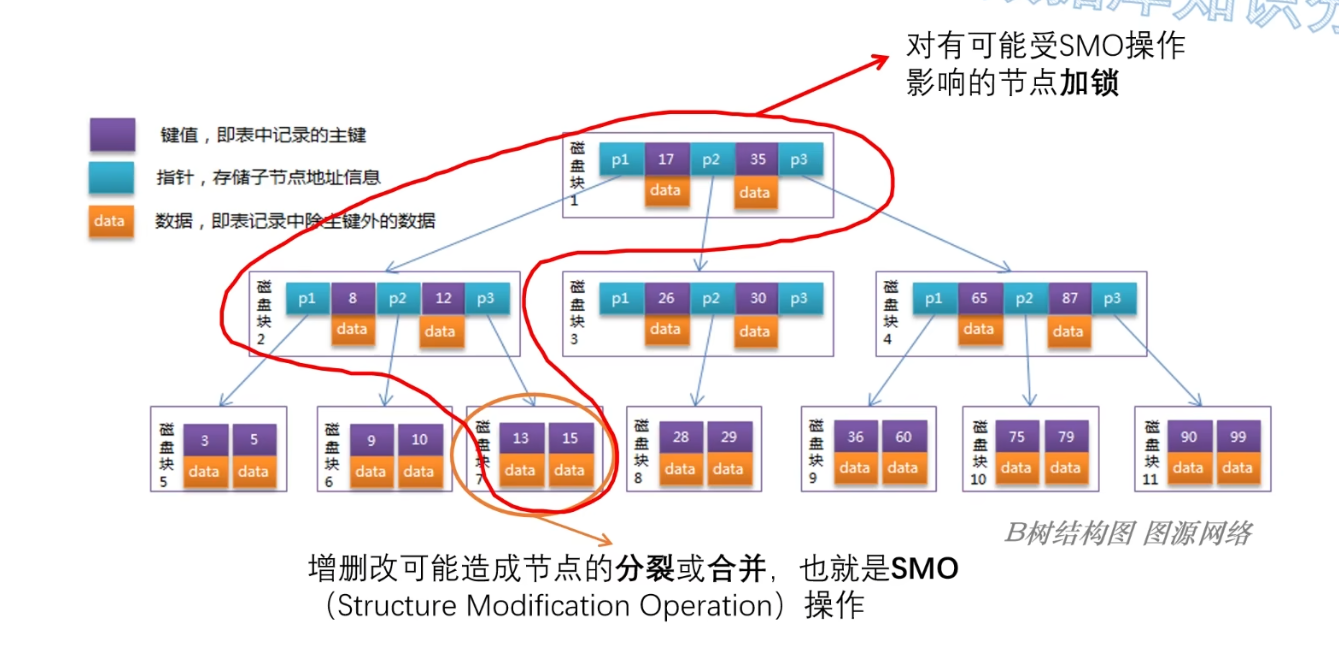 对有可能受SMO操作
影响的节点加锁
键值，即表中记录的主键
指针，存储子节点地址信息
data 数据，即表记录中除主键外的数据
磁盘块1
p1 17 p2 35 p3
data data
磁盘块2
p1 8 p2 12 p3
data data
磁盘块3
p1 26 p2 30 p3
data data
磁盘块4
p1 65 p2 87 p3
data data
磁盘块5
3 5
data data
磁盘块6
9 10
data data
磁盘块7
13 15
data data
磁盘块8
28 29
data data
磁盘块9
36 60
data data
磁盘块10
75 79
data data
磁盘块11
90 99
data data
B树结构图 图源网络
增删改可能造成节点的分裂或合并，也就是SMO
（Structure Modification Operation）操作